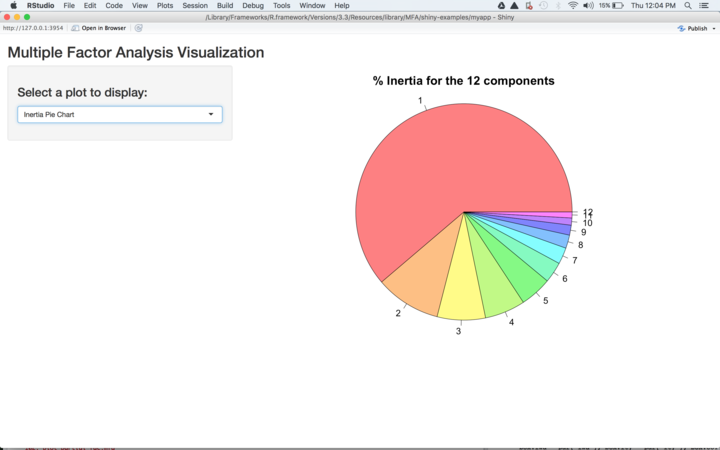 RStudio File Edit Code View Plots Session Build Debug Tools Window Help 15% Thu 12:04 PM
/Library/Frameworks/R.framework/Versions/3.3/Resources/library/MFA/shiny-examples/myapp - Shiny
http://127.0.0.1:3954 Open in Browser Publish
Multiple Factor Analysis Visualization
Select a plot to display:
Inertia Pie Chart
% Inertia for the 12 components
1
12
11
10
9
8
7
6
5
4
3
2